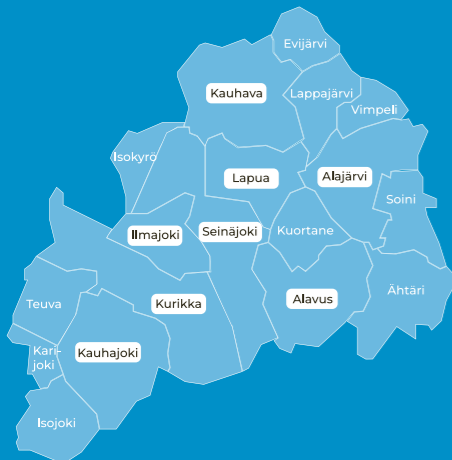 Evijärvi
Kauhava
Lappajärvi
Vimpeli
Isokyrö
Lapua
Alajärvi
Soini
Ilmajoki
Seinäjoki
Kuortane
Ähtäri
Teuva
Kurikka
Alavus
Kari-
joki
Kauhajoki
Isojoki